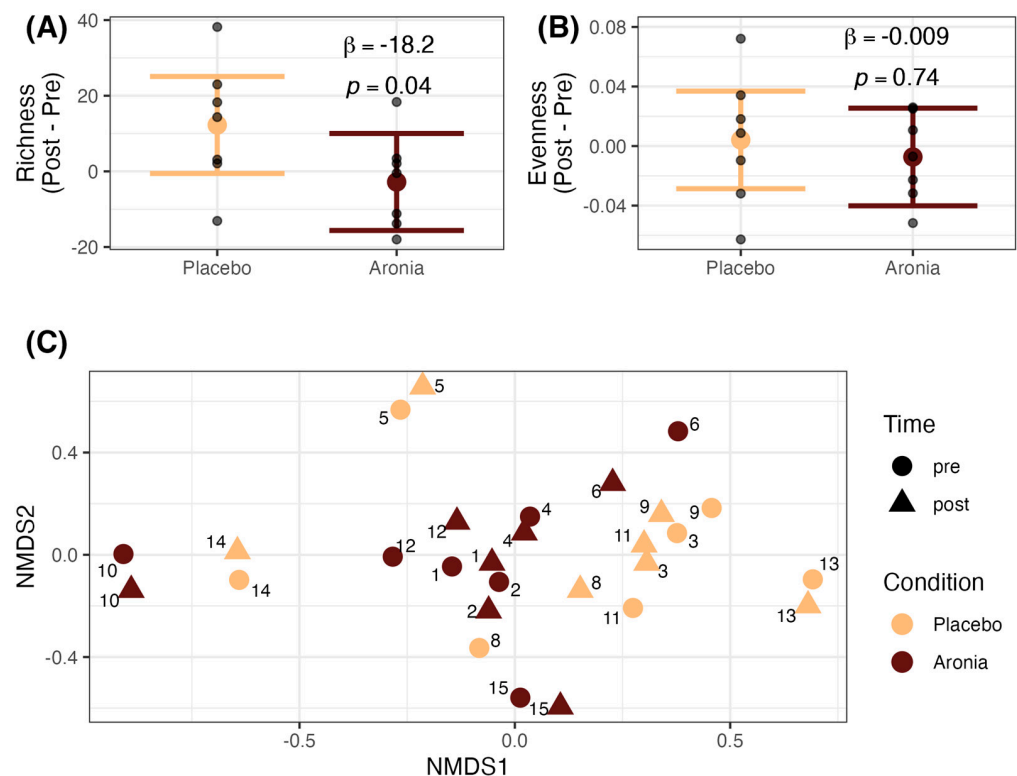 (A)
Richness
(Post - Pre)
40
20
0
-20
β = -18.2
p = 0.04
Placebo
Aronia
(B)
Evenness
(Post - Pre)
0.08
0.04
0.00
-0.04
β = -0.009
p = 0.74
Placebo
Aronia
(C)
NMDS2
0.4
0.0
-0.4
5
5
6
6
4
9
9
12
11
3
14
4
12
10
1
3
13
1
14
2
8
10
2
11
13
8
15
15
-0.5
0.0
0.5
NMDS1
Time
pre
post
Condition
Placebo
Aronia